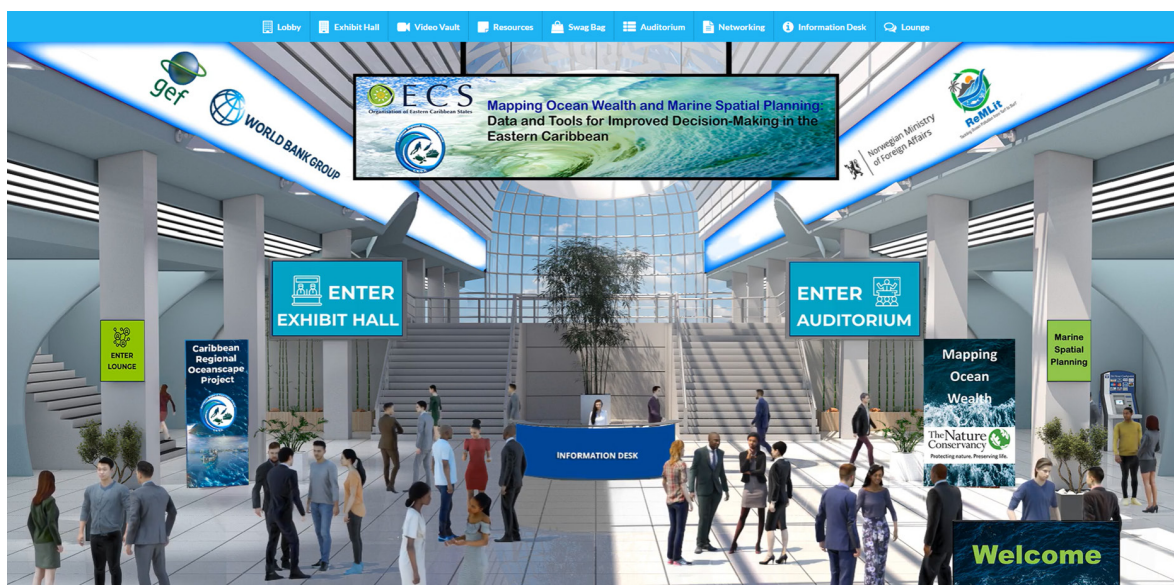 Lobby
Exhibit Hall
Video Vault
Resources
Swag Bag
Auditorium
Networking
Information Desk
Lounge
gef
WORLD BANK GROUP
OECS
Organisation of Eastern Caribbean States
Mapping Ocean Wealth and Marine Spatial Planning:
Data and Tools for Improved Decision-Making in the
Eastern Caribbean
Norwegian Ministry
of Foreign Affairs
ReMLit
ENTER
EXHIBIT HALL
ENTER
AUDITORIUM
ENTER
LOUNGE
Caribbean
Regional
Oceanscape
Project
INFORMATION DESK
Mapping
Ocean
Wealth
The Nature
Conservancy
Protecting nature. Preserving life.
Marine
Spatial
Planning
Welcome